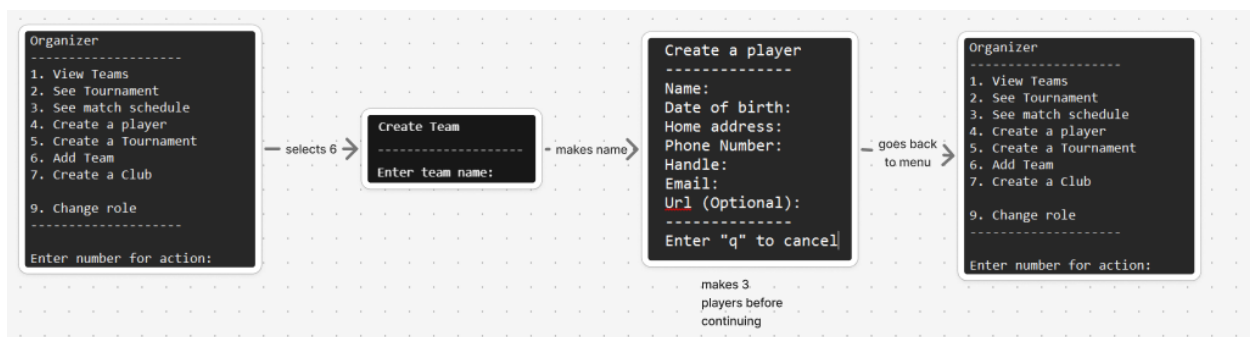 Organizer
--------------------
1. View Teams
2. See Tournament
3. See match schedule
4. Create a player
5. Create a Tournament
6. Add Team
7. Create a Club
9. Change role
--------------------
Enter number for action:
selects 6
Create Team
--------------------
Enter team name:
makes name
Create a player
--------------
Name:
Date of birth:
Home address:
Phone Number:
Handle:
Email:
Url (Optional):
--------------
Enter "q" to cancel
makes 3
players before
continuing
goes back
to menu
Organizer
--------------------
1. View Teams
2. See Tournament
3. See match schedule
4. Create a player
5. Create a Tournament
6. Add Team
7. Create a Club
9. Change role
--------------------
Enter number for action: